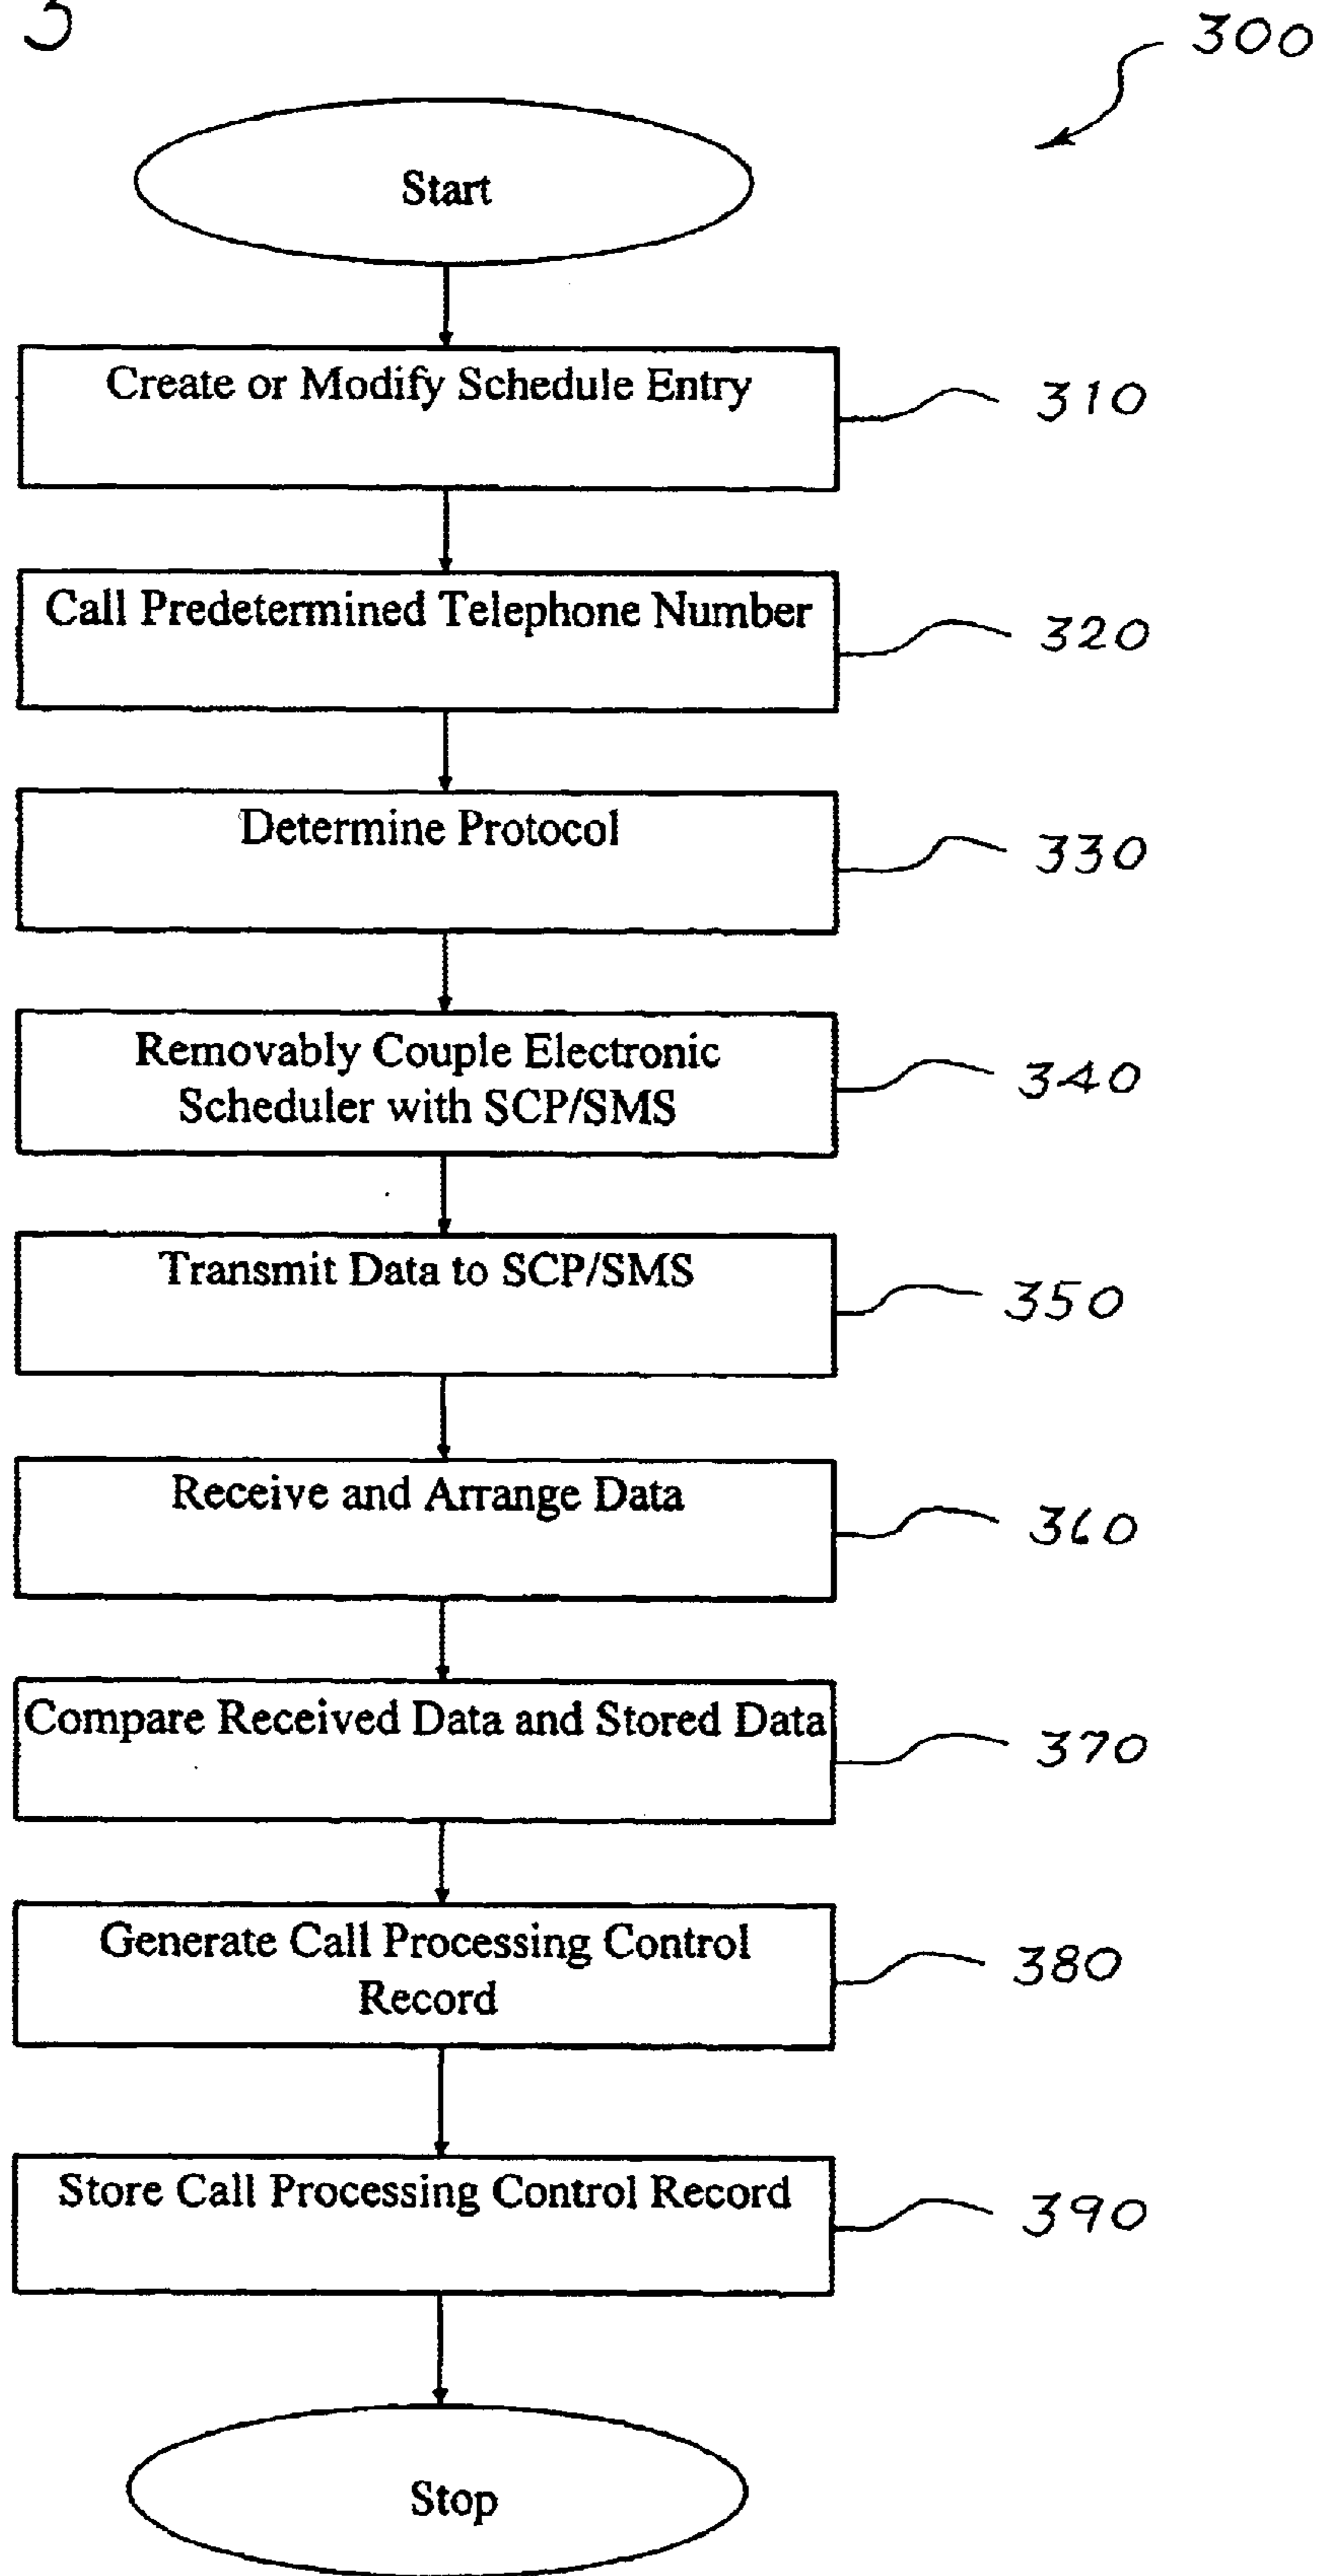 3
300
Start
Create or Modify Schedule Entry
310
Call Predetermined Telephone Number
320
Determine Protocol
330
Removably Couple Electronic
Scheduler with SCP/SMS
340
Transmit Data to SCP/SMS
350
Receive and Arrange Data
360
Compare Received Data and Stored Data
370
Generate Call Processing Control
Record
380
Store Call Processing Control Record
390
Stop